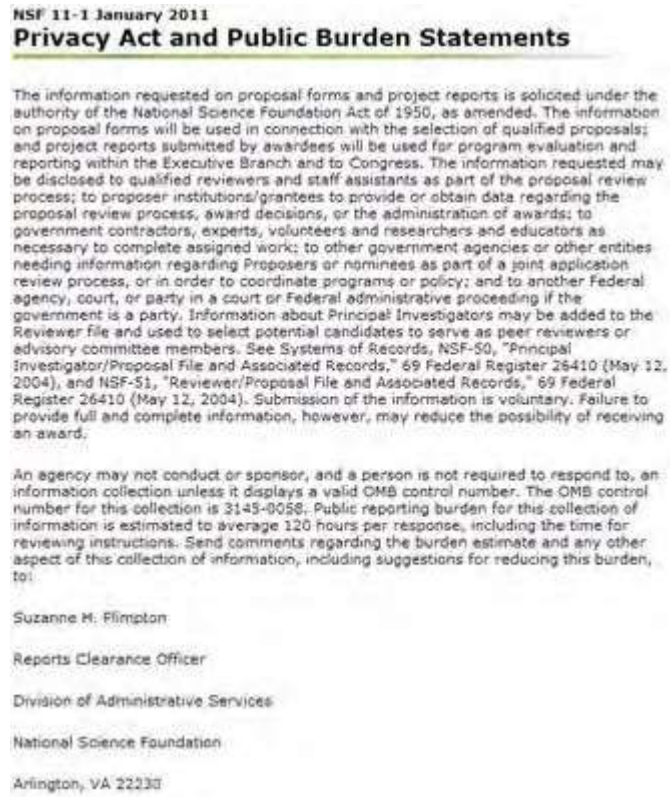 NSF 11-1 January 2011
Privacy Act and Public Burden Statements
The information requested on proposal forms and project reports is solicited under the
authority of the National Science Foundation Act of 1950, as amended. The information
on proposal forms will be used in connection with the selection of qualified proposals;
and project reports submitted by awardees will be used for program evaluation and
reporting within the Executive Branch and to Congress. The information requested may
be disclosed to qualified reviewers and staff assistants as part of the proposal review
process; to proposer institutions/grantees to provide or obtain data regarding the
proposal review process, award decisions, or the administration of awards; to
government contractors, experts, volunteers and researchers and educators as
necessary to complete assigned work; to other government agencies or other entities
needing information regarding Proposers or nominees as part of a joint application
review process, or in order to coordinate programs or policy; and to another Federal
agency, court, or party in a court or Federal administrative proceeding if the
government is a party. Information about Principal Investigators may be added to the
Reviewer file and used to select potential candidates to serve as peer reviewers or
advisory committee members. See Systems of Records, NSF-50, "Principal
Investigator/Proposal File and Associated Records," 69 Federal Register 26410 (May 12,
2004), and NSF-51, "Reviewer/Proposal File and Associated Records," 69 Federal
Register 26410 (May 12, 2004). Submission of the information is voluntary. Failure to
provide full and complete information, however, may reduce the possibility of receiving
an award.
An agency may not conduct or sponsor, and a person is not required to respond to, an
information collection unless it displays a valid OMB control number. The OMB control
number for this collection is 3145-0058. Public reporting burden for this collection of
information is estimated to average 120 hours per response, including the time for
reviewing instructions. Send comments regarding the burden estimate and any other
aspect of this collection of information, including suggestions for reducing this burden,
to:
Suzanne H. Plimpton
Reports Clearance Officer
Division of Administrative Services
National Science Foundation
Arlington, VA 22230